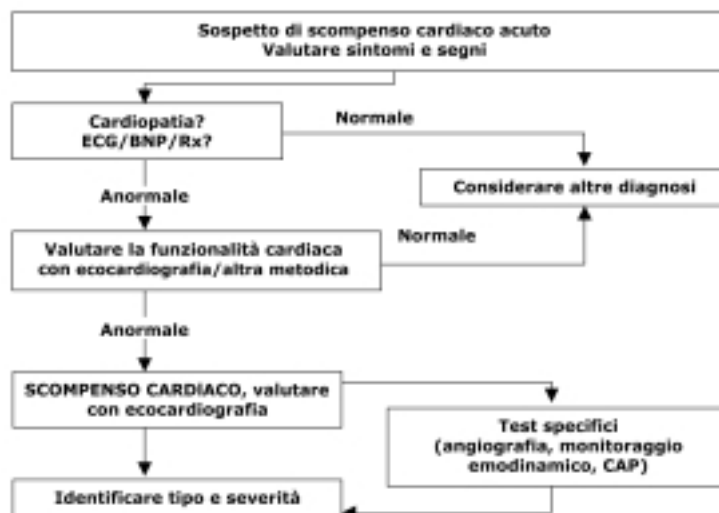 Sospetto di scompenso cardiaco acuto
Valutare sintomi e segni
Cardiopatia?
ECG/BNP/Rx?
Normale
Considerare altre diagnosi
Anormale
Valutare la funzionalità cardiaca
con ecocardiografia/altra metodica
Normale
Anormale
SCOMPENSO CARDIACO, valutare
con ecocardiografia
Test specifici
(angiografia, monitoraggio
emodinamico, CAP)
Identificare tipo e severità